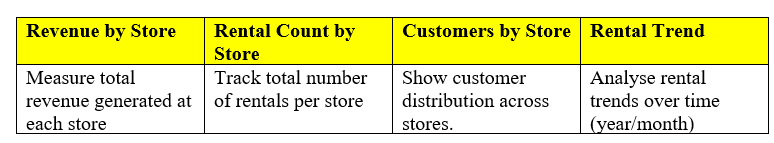 Revenue by Store
Rental Count by
Store
Customers by Store
Rental Trend
Measure total
revenue generated at
each store
Track total number
of rentals per store
Show customer
distribution across
stores.
Analyse rental
trends over time
(year/month)